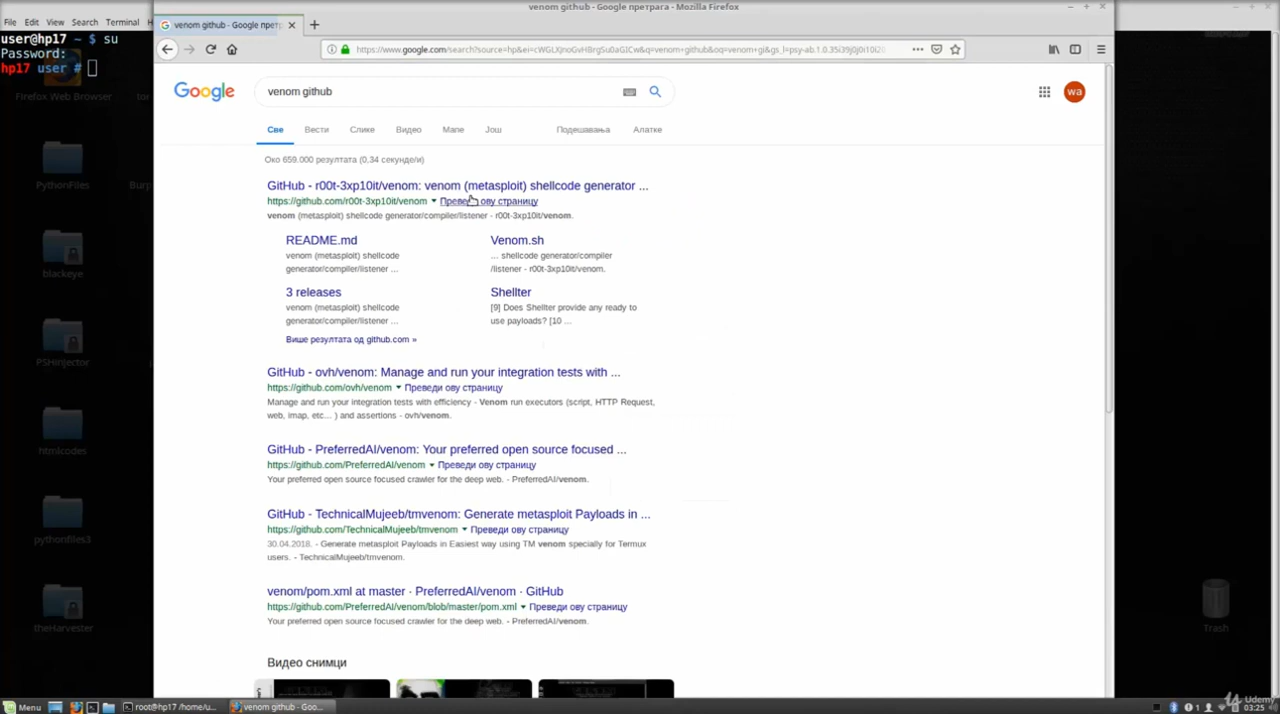 venom github - Google претрага - Mozilla Firefox
File Edit View Search Terminal
user@hp17 ~ $ su
Password:
hp17 user #
venom github - Google прет
Firefox Web Browser
tor
PythonFiles
Burp
blackeye
PSHinjector
htmlcodes
pythonfiles3
theHarvester
Trash
Google
venom github
wa
Све Вести Слике Видео Мапе Још Подешавања Алатке
Око 659.000 резултата (0,34 секунде/и)
GitHub - r00t-3xp10it/venom: venom (metasploit) shellcode generator ...
https://github.com/r00t-3xp10it/venom Преведи ову страницу
venom (metasploit) shellcode generator/compiler/listener - r00t-3xp10it/venom.
README.md
venom (metasploit) shellcode
generator/compiler/listener ...
Venom.sh
... shellcode generator/compiler
/listener - r00t-3xp10it/venom.
3 releases
venom (metasploit) shellcode
generator/compiler/listener ...
Shellter
[9] Does Shellter provide any ready to
use payloads? [10 ...
Више резултата од github.com »
GitHub - ovh/venom: Manage and run your integration tests with ...
https://github.com/ovh/venom Преведи ову страницу
Manage and run your integration tests with efficiency - Venom run executors (script, HTTP Request,
web, imap, etc... ) and assertions - ovh/venom.
GitHub - PreferredAI/venom: Your preferred open source focused ...
https://github.com/PreferredAI/venom Преведи ову страницу
Your preferred open source focused crawler for the deep web. - PreferredAI/venom.
GitHub - TechnicalMujeeb/tmvenom: Generate metasploit Payloads in ...
https://github.com/TechnicalMujeeb/tmvenom Преведи ову страницу
30.04.2018. - Generate metasploit Payloads in Easiest way using TM venom specially for Termux
users. - TechnicalMujeeb/tmvenom.
venom/pom.xml at master · PreferredAI/venom · GitHub
https://github.com/PreferredAI/venom/blob/master/pom.xml Преведи ову страницу
Your preferred open source focused crawler for the deep web. - PreferredAI/venom.
Видео снимци
Menu
root@hp17 /home/u...
venom github - Goo...
1
03:25
Udemy